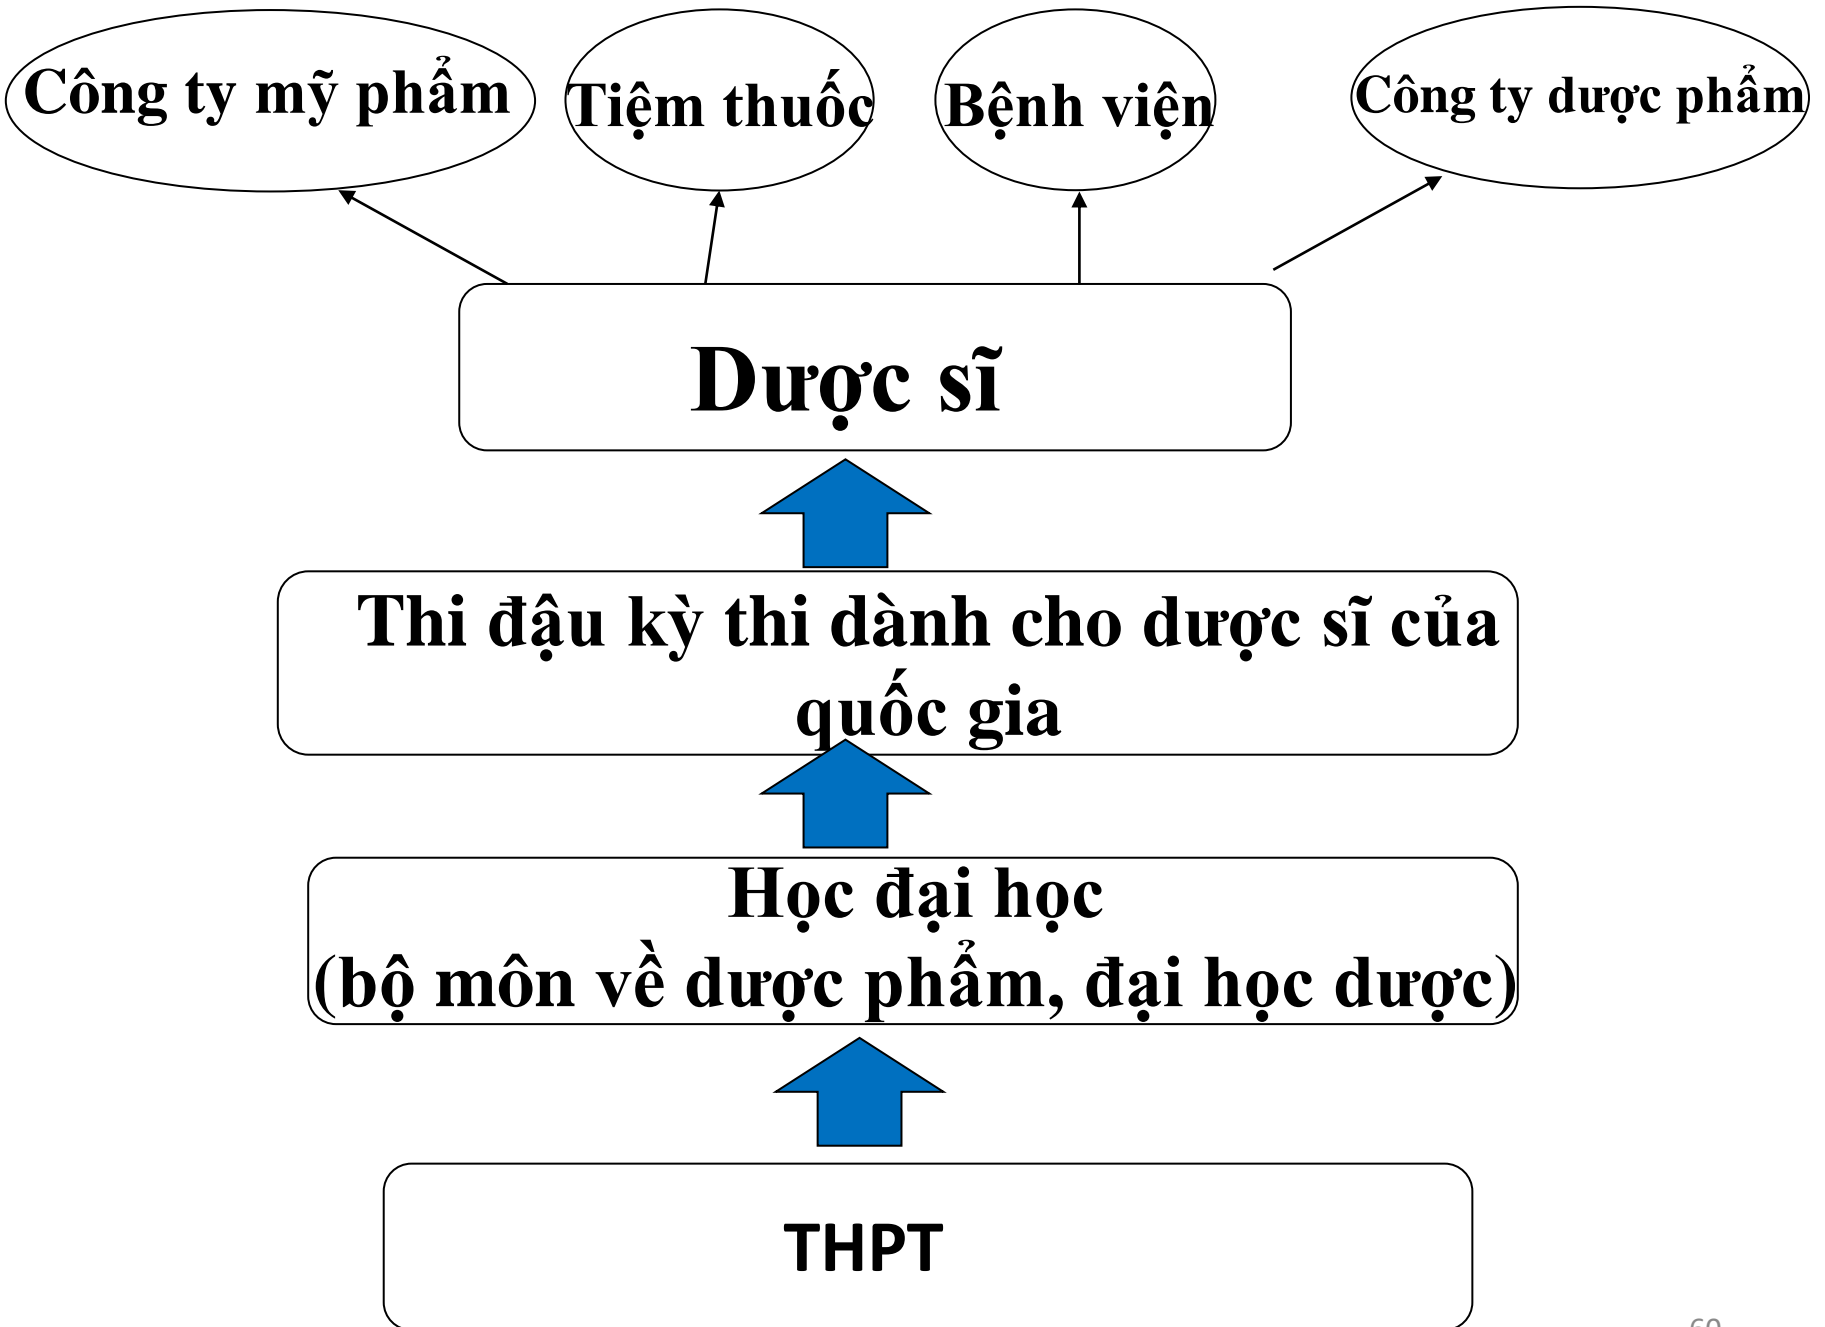 Công ty mỹ phẩm
Tiệm thuốc
Bệnh viện
Công ty dược phẩm
Dược sĩ
Thi đậu kỳ thi dành cho dược sĩ của
quốc gia
Học đại học
(bộ môn về dược phẩm, đại học dược)
THPT